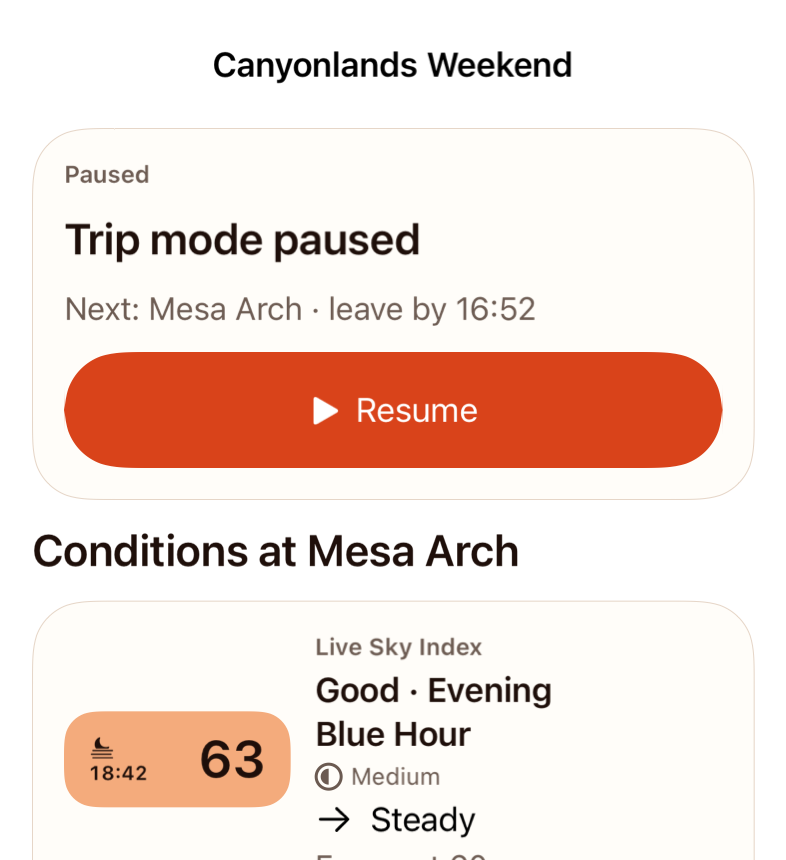 Canyonlands Weekend
Paused
Trip mode paused
Next: Mesa Arch · leave by 16:52
Resume
Conditions at Mesa Arch
Live Sky Index
Good · Evening
Blue Hour
18:42
63
Medium
Steady